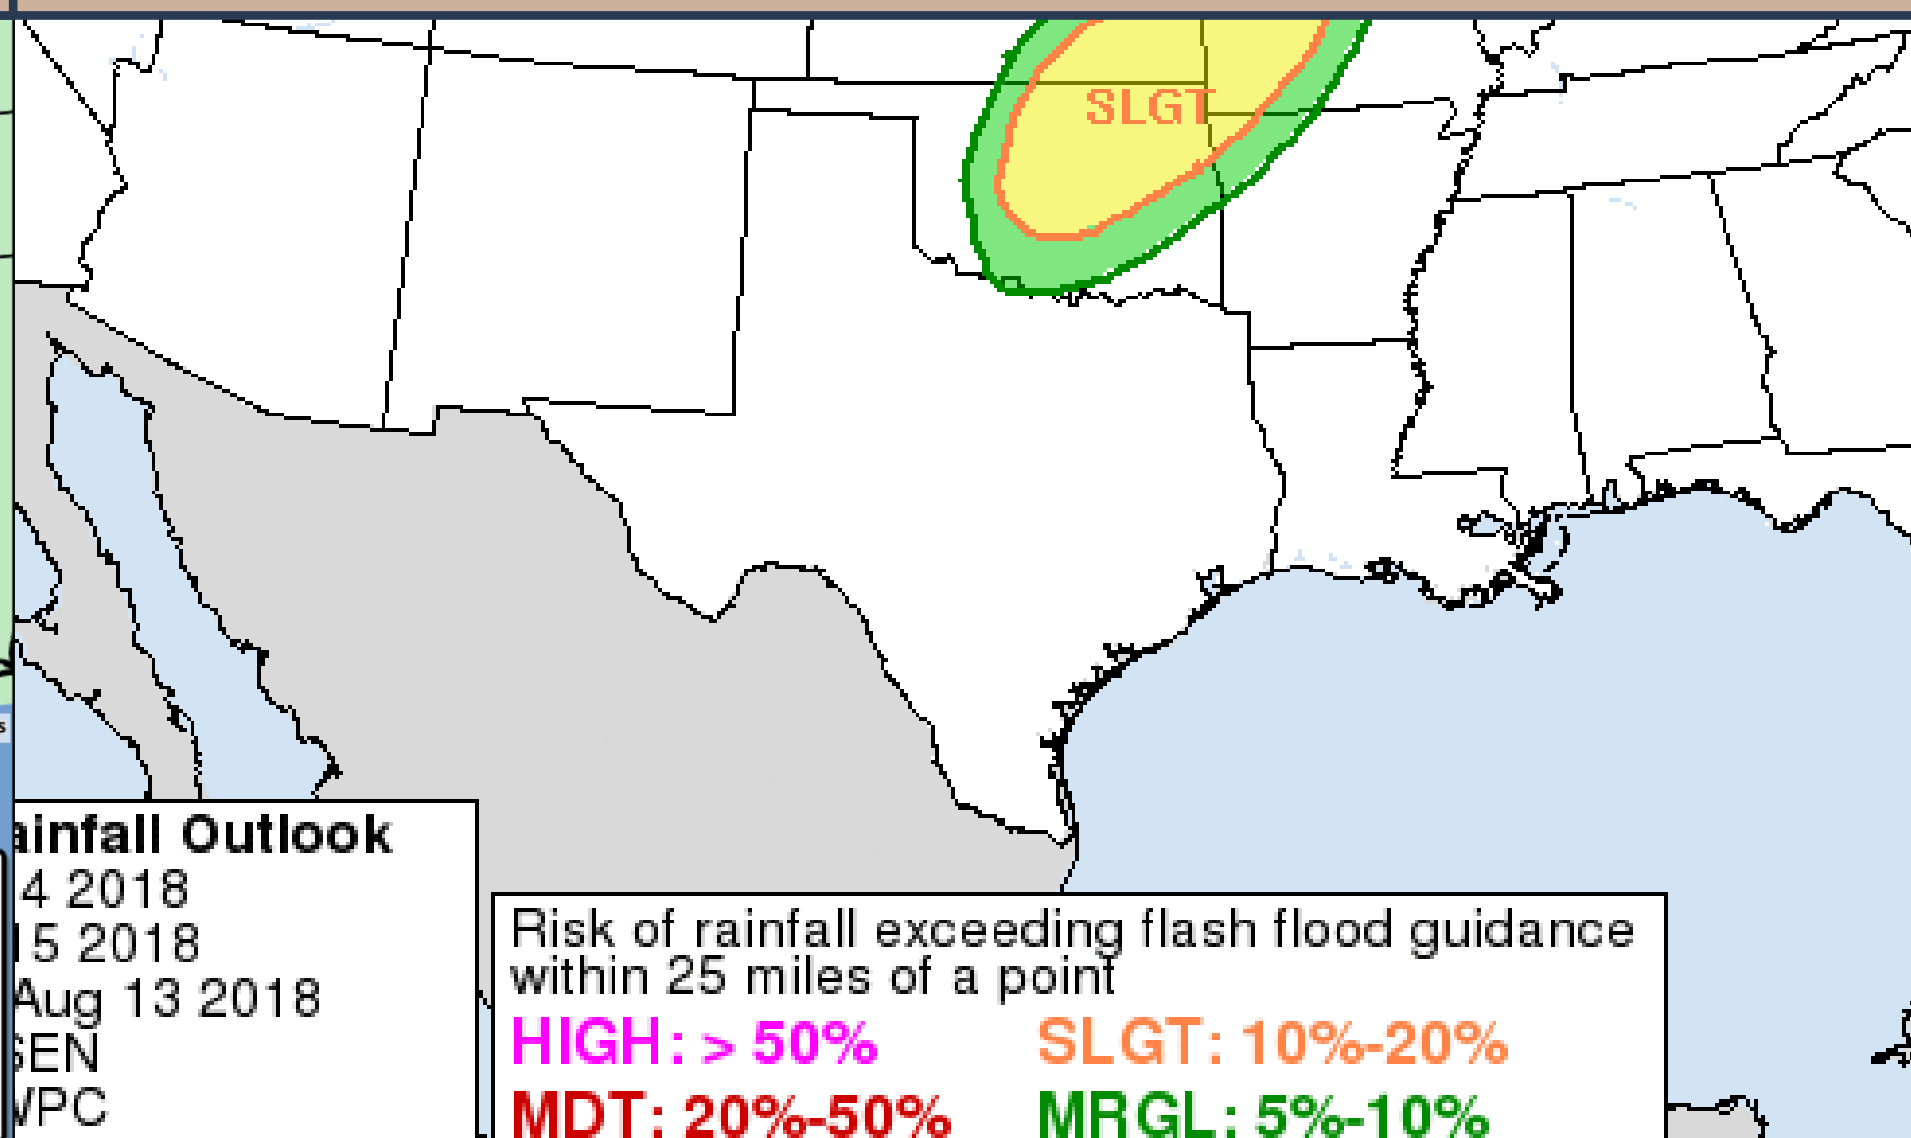 SLGT
s
ainfall Outlook
4 2018
15 2018
Aug 13 2018
SEN
WPC
Risk of rainfall exceeding flash flood guidance
within 25 miles of a point
HIGH: > 50% SLGT: 10%-20%
MDT: 20%-50% MRGL: 5%-10%